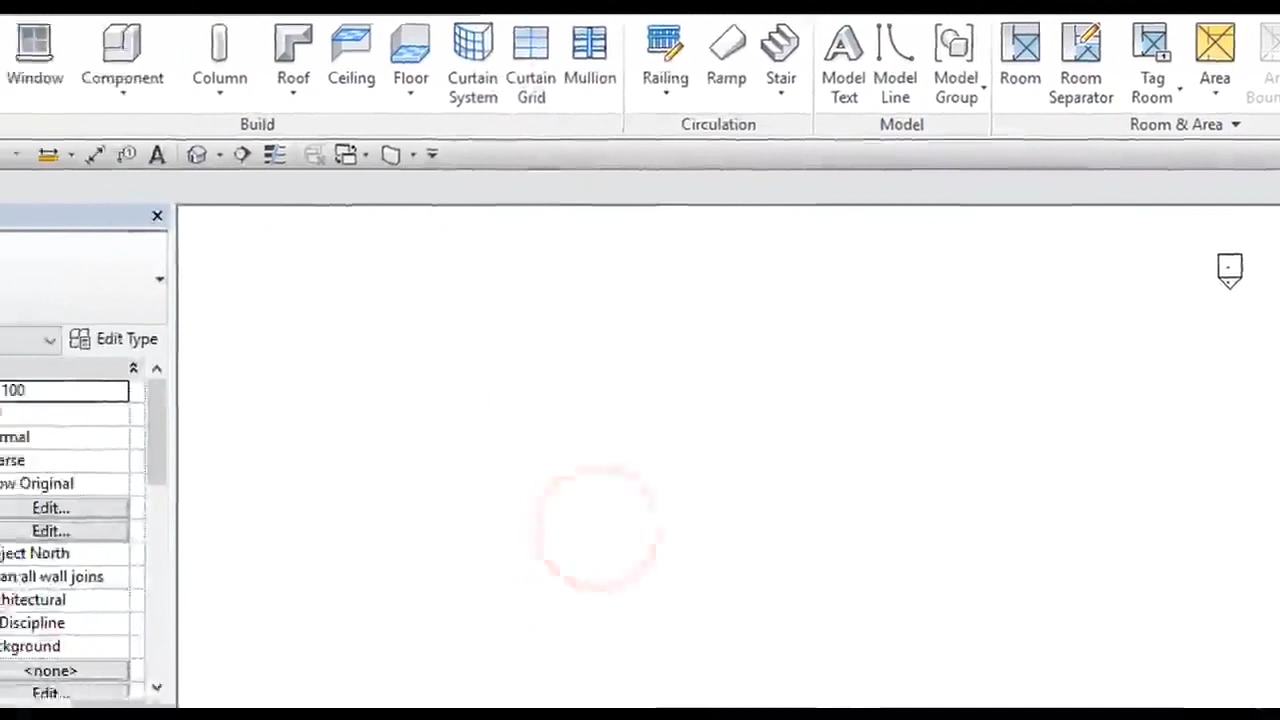 Window Component Column Roof Ceiling Floor Curtain System Curtain Grid Mullion Railing Ramp Stair Model Text Model Line Model Group Room Room Separator Tag Room Area
Build Circulation Model Room & Area
A
Edit Type
100
rmal
arse
ow Original
Edit...
Edit...
ject North
an all wall joins
hitectural
Discipline
kground
<none>
Edit...